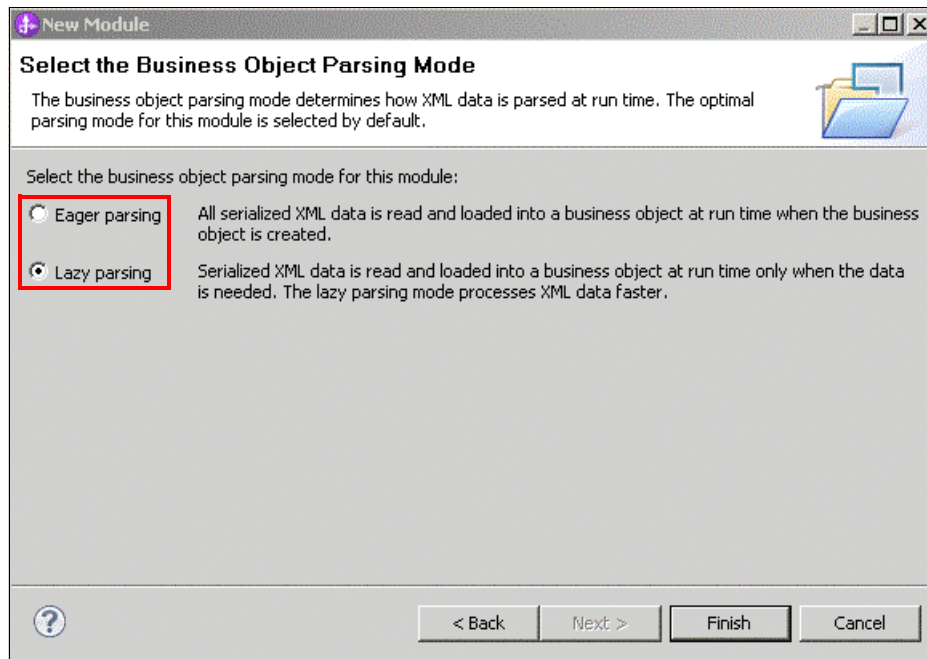 New Module
Select the Business Object Parsing Mode
The business object parsing mode determines how XML data is parsed at run time. The optimal
parsing mode for this module is selected by default.
Select the business object parsing mode for this module:
Eager parsing All serialized XML data is read and loaded into a business object at run time when the business
object is created.
Lazy parsing Serialized XML data is read and loaded into a business object at run time only when the data
is needed. The lazy parsing mode processes XML data faster.
? < Back Next > Finish Cancel